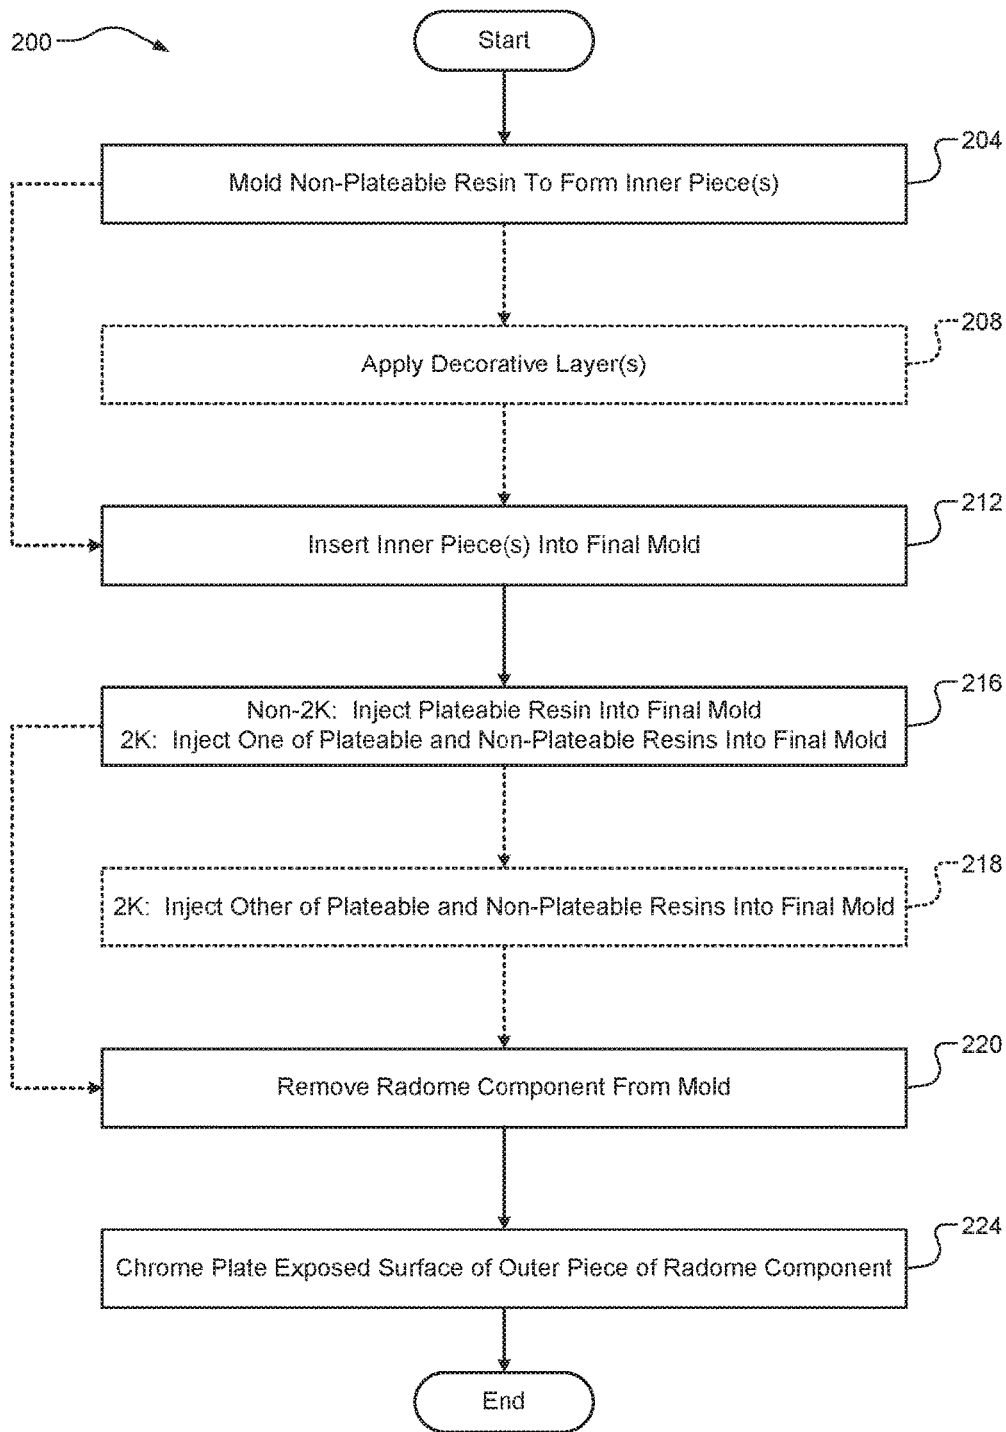 200
Start
204
Mold Non-Plateable Resin To Form Inner Piece(s)
208
Apply Decorative Layer(s)
212
Insert Inner Piece(s) Into Final Mold
216
Non-2K: Inject Plateable Resin Into Final Mold
2K: Inject One of Plateable and Non-Plateable Resins Into Final Mold
218
2K: Inject Other of Plateable and Non-Plateable Resins Into Final Mold
220
Remove Radome Component From Mold
224
Chrome Plate Exposed Surface of Outer Piece of Radome Component
End